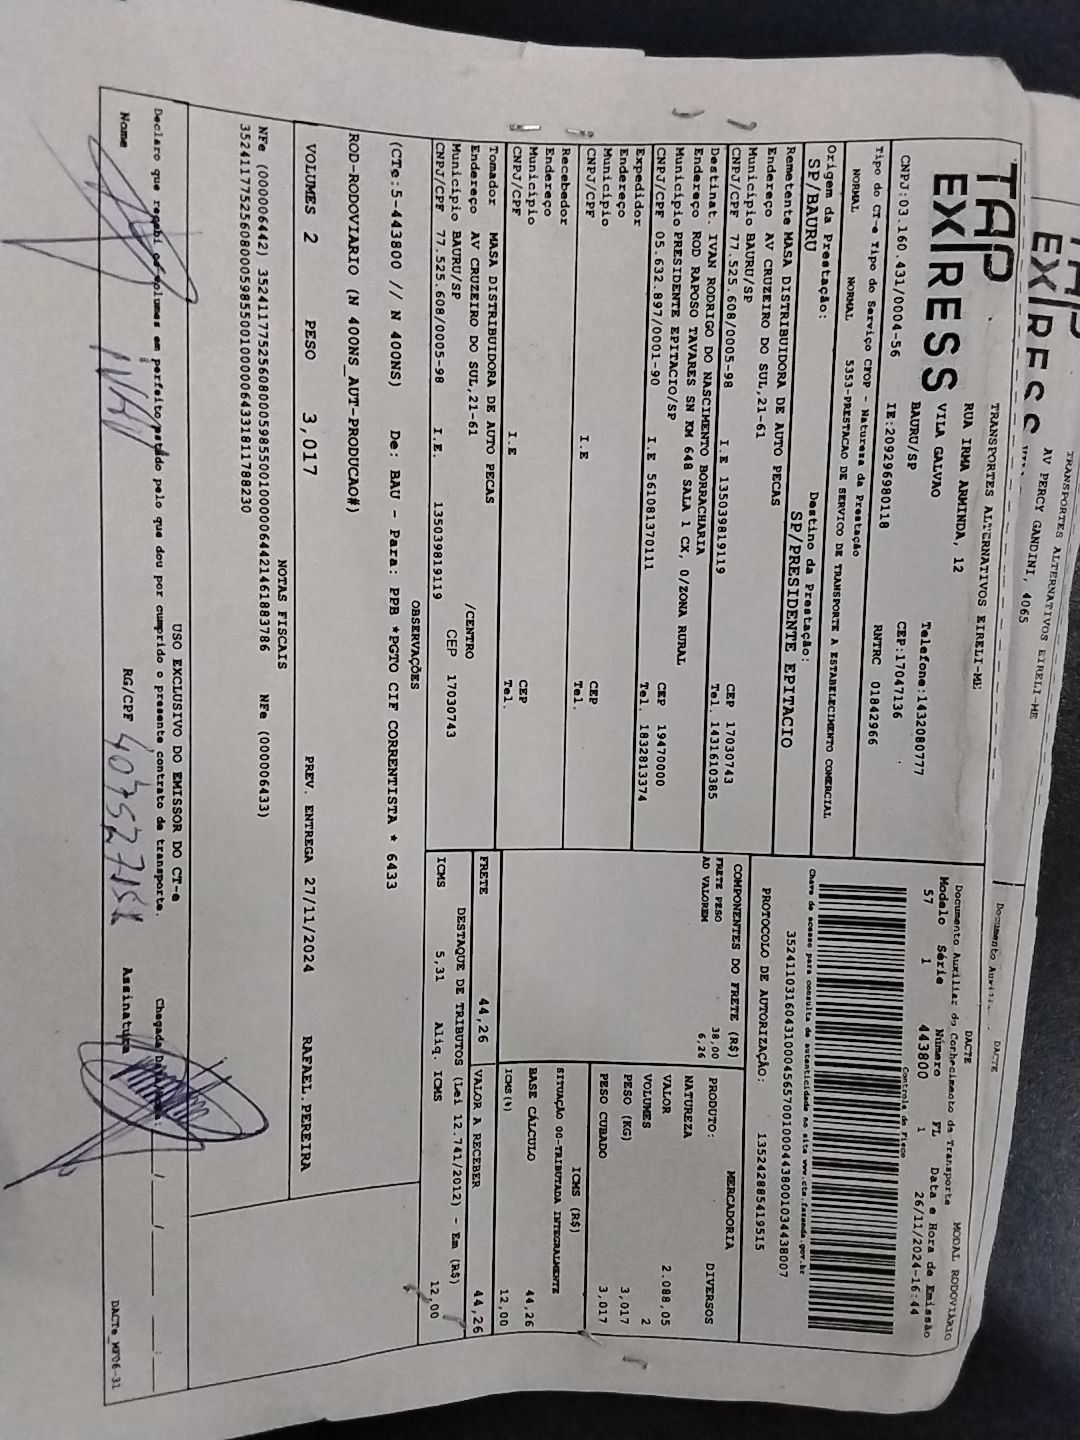 TRANSPORTES ALTERNATIVOS EIRELI-ME
AV PERCY GANDINI, 4065
DACTE
TAP
EXPRESS
TRANSPORTES ALTERNATIVOS EIRELI-ME
RUA IRMA ARMINDA, 12
VILA GALVAO
BAURU/SP
Telefone:1432080777
CEP:17047136
CNPJ:03.160.431/0004-56
IE:209296980118
RNTRC 01842966
DACTE
MODAL RODOVIÁRIO
Documento Auxiliar do Conhecimento de Transporte
Modelo Série Número FL Data e Hora de Emissão
57 1 443800 1 26/11/2024-16:44
Controle do Fisco
Tipo do CT-e Tipo do Serviço CFOP - Natureza da Prestação
NORMAL NORMAL 5353-PRESTACAO DE SERVICO DE TRANSPORTE A ESTABELECIMENTO COMERCIAL
Chave de acesso para consulta de autenticidade no site www.cte.fazenda.gov.br
PROTOCOLO DE AUTORIZAÇÃO: 135242885419515
Origem da Prestação: Destino da Prestação:
SP/BAURU SP/PRESIDENTE EPITACIO
Remetente MASA DISTRIBUIDORA DE AUTO PECAS
Endereço AV CRUZEIRO DO SUL,21-61
Município BAURU/SP CEP 17030743
CNPJ/CPF 77.525.608/0005-98 I.E 135039819119 Tel. 1431610385
Destinat. IVAN RODRIGO DO NASCIMENTO BORRACHARIA
Endereço ROD RAPOSO TAVARES SN KM 648 SALA 1 CX, 0/ZONA RURAL
Município PRESIDENTE EPITACIO/SP CEP 19470000
CNPJ/CPF 05.632.897/0001-90 I.E 561081370111 Tel. 1832813374
Expedidor
Endereço
Município CEP
CNPJ/CPF I.E Tel.
Recebedor
Endereço
Município CEP
CNPJ/CPF I.E Tel.
Tomador MASA DISTRIBUIDORA DE AUTO PECAS
Endereço AV CRUZEIRO DO SUL,21-61 /CENTRO
Município BAURU/SP CEP 17030743
CNPJ/CPF 77.525.608/0005-98 I.E. 135039819119
COMPONENTES DO FRETE (R$)
FRETE PESO 38,00
AD VALOREM 6,26
MERCADORIA
PRODUTO: DIVERSOS
NATUREZA
VALOR 2.088,05
VOLUMES 2
PESO (KG) 3,017
PESO CUBADO 3,017
ICMS (R$)
SITUAÇÃO 00-TRIBUTADA INTEGRALMENTE
BASE CÁLCULO 44,26
ICMS(%) 12,00
FRETE 44,26 VALOR A RECEBER 44,26
DESTAQUE DE TRIBUTOS (Lei 12.741/2012) - Em (R$)
ICMS 5,31 Aliq. ICMS 12,00
OBSERVAÇÕES
(CTe:5-443800 // N 400NS) De: BAU - Para: PPB *PGTO CIF CORRENTISTA * 6433
ROD-RODOVIARIO (N 400NS_AUT-PRODUCAO#)
VOLUMES 2 PESO 3,017 PREV. ENTREGA 27/11/2024 RAFAEL.PEREIRA
NOTAS FISCAIS
NFe (000006442) NFe (000006433)
USO EXCLUSIVO DO EMISSOR DO CT-e
Declaro que recebi os volumes em perfeito estado pelo que dou por cumprido o presente contrato de transporte.
Nome IVAN RG/CPF Assinatura
DACTe_MF06-31